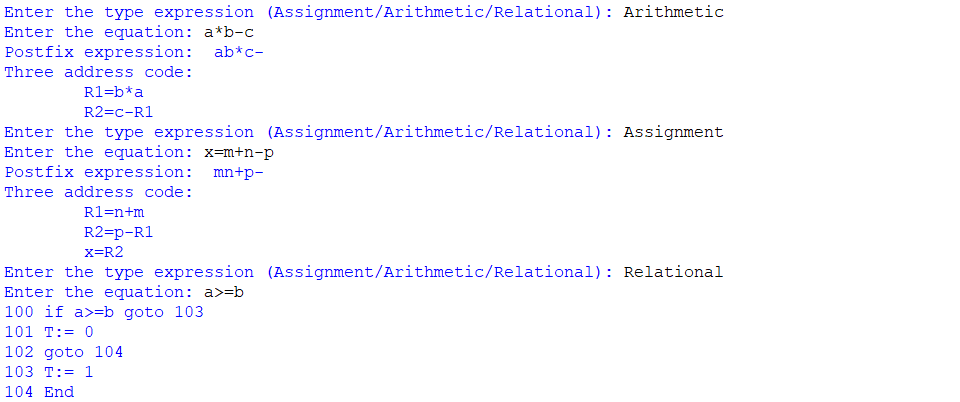 Enter the type expression (Assignment/Arithmetic/Relational): Arithmetic
Enter the equation: a*b-c
Postfix expression:  ab*c-
Three address code:
        R1=b*a
        R2=c-R1
Enter the type expression (Assignment/Arithmetic/Relational): Assignment
Enter the equation: x=m+n-p
Postfix expression:  mn+p-
Three address code:
        R1=n+m
        R2=p-R1
        x=R2
Enter the type expression (Assignment/Arithmetic/Relational): Relational
Enter the equation: a>=b
100 if a>=b goto 103
101 T:= 0
102 goto 104
103 T:= 1
104 End